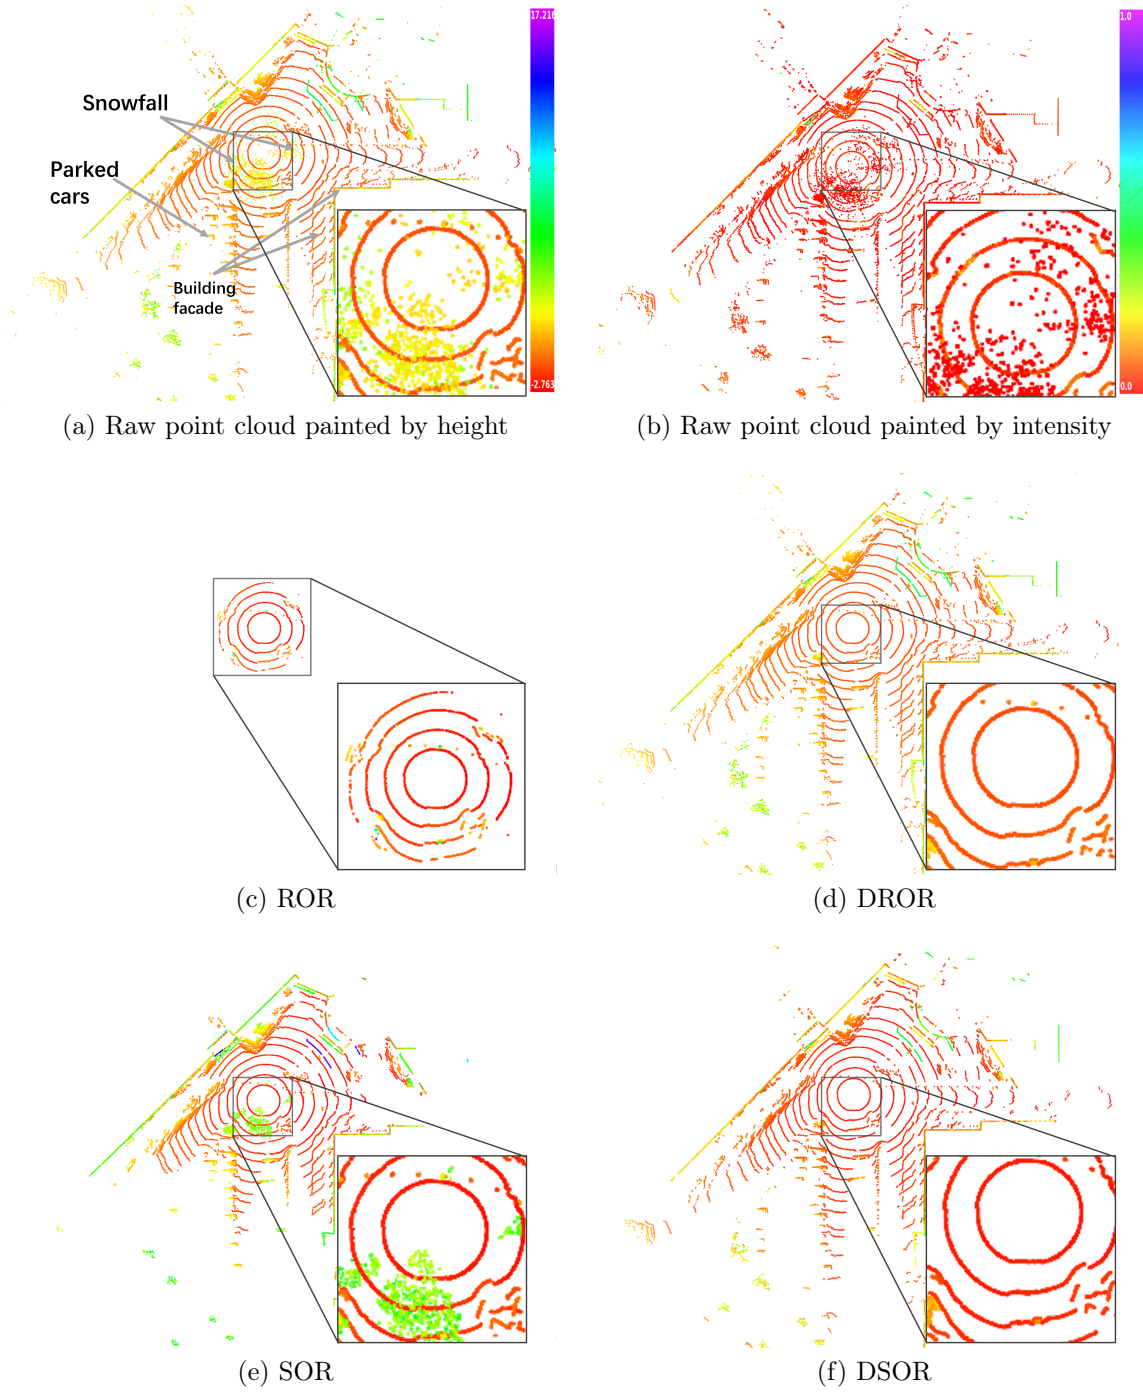 17.216
1.0
Snowfall
Parked
cars
Building
facade
-2.763
0.0
(a) Raw point cloud painted by height
(b) Raw point cloud painted by intensity
(c) ROR
(d) DROR
(e) SOR
(f) DSOR